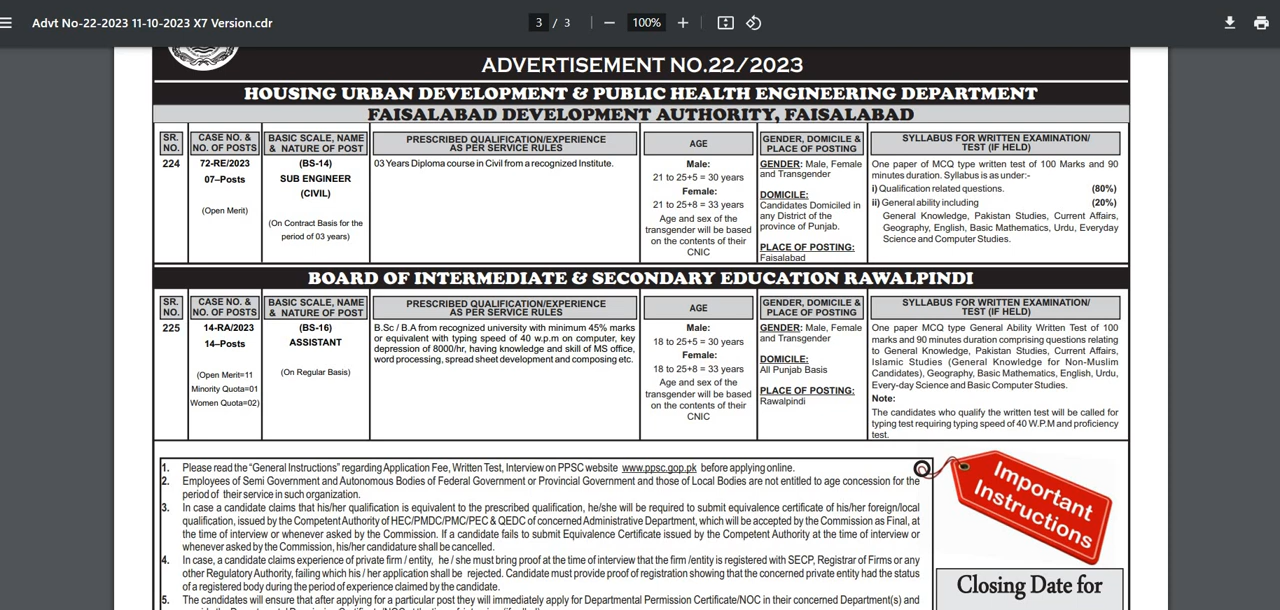 Advt No-22-2023 11-10-2023 X7 Version.cdr
3 / 3
100%
ADVERTISEMENT NO.22/2023
HOUSING URBAN DEVELOPMENT & PUBLIC HEALTH ENGINEERING DEPARTMENT
FAISALABAD DEVELOPMENT AUTHORITY, FAISALABAD
SR. NO.
CASE NO. & NO. OF POSTS
BASIC SCALE, NAME & NATURE OF POST
PRESCRIBED QUALIFICATION/EXPERIENCE AS PER SERVICE RULES
AGE
GENDER, DOMICILE & PLACE OF POSTING
SYLLABUS FOR WRITTEN EXAMINATION/ TEST (IF HELD)
224
72-RE/2023
07–Posts
(Open Merit)
(BS-14)
SUB ENGINEER
(CIVIL)
(On Contract Basis for the
period of 03 years)
03 Years Diploma course in Civil from a recognized Institute.
Male:
21 to 25+5 = 30 years
Female:
21 to 25+8 = 33 years
Age and sex of the
transgender will be based
on the contents of their
CNIC
GENDER: Male, Female
and Transgender
DOMICILE:
Candidates Domiciled in
any District of the
province of Punjab.
PLACE OF POSTING:
Faisalabad
One paper of MCQ type written test of 100 Marks and 90
minutes duration. Syllabus is as under:-
i) Qualification related questions. (80%)
ii) General ability including (20%)
General Knowledge, Pakistan Studies, Current Affairs,
Geography, English, Basic Mathematics, Urdu, Everyday
Science and Computer Studies.
BOARD OF INTERMEDIATE & SECONDARY EDUCATION RAWALPINDI
SR. NO.
CASE NO. & NO. OF POSTS
BASIC SCALE, NAME & NATURE OF POST
PRESCRIBED QUALIFICATION/EXPERIENCE AS PER SERVICE RULES
AGE
GENDER, DOMICILE & PLACE OF POSTING
SYLLABUS FOR WRITTEN EXAMINATION/ TEST (IF HELD)
225
14-RA/2023
14–Posts
(Open Merit=11
Minority Quota=01
Women Quota=02)
(BS-16)
ASSISTANT
(On Regular Basis)
B.Sc / B.A from recognized university with minimum 45% marks
or equivalent with typing speed of 40 w.p.m on computer, key
depression of 8000/hr, having knowledge and skill of MS office,
word processing, spread sheet development and composing etc.
Male:
18 to 25+5 = 30 years
Female:
18 to 25+8 = 33 years
Age and sex of the
transgender will be based
on the contents of their
CNIC
GENDER: Male, Female
and Transgender
DOMICILE:
All Punjab Basis
PLACE OF POSTING:
Rawalpindi
One paper MCQ type General Ability Written Test of 100
marks and 90 minutes duration comprising questions relating
to General Knowledge, Pakistan Studies, Current Affairs,
Islamic Studies (General Knowledge for Non-Muslim
Candidates), Geography, Basic Mathematics, English, Urdu,
Every-day Science and Basic Computer Studies.
Note:
The candidates who qualify the written test will be called for
typing test requiring typing speed of 40 W.P.M and proficiency
test.
1. Please read the “General Instructions” regarding Application Fee, Written Test, Interview on PPSC website www.ppsc.gop.pk before applying online.
2. Employees of Semi Government and Autonomous Bodies of Federal Government or Provincial Government and those of Local Bodies are not entitled to age concession for the
period of their service in such organization.
3. In case a candidate claims that his/her qualification is equivalent to the prescribed qualification, he/she will be required to submit equivalence certificate of his/her foreign/local
qualification, issued by the Competent Authority of HEC/PMDC/PMC/PEC & QEDC of concerned Administrative Department, which will be accepted by the Commission as Final, at
the time of interview or whenever asked by the Commission. If a candidate fails to submit Equivalence Certificate issued by the Competent Authority at the time of interview or
whenever asked by the Commission, his/her candidature shall be cancelled.
4. In case, a candidate claims experience of private firm / entity, he / she must bring proof at the time of interview that the firm /entity is registered with SECP, Registrar of Firms or any
other Regulatory Authority, failing which his / her application shall be rejected. Candidate must provide proof of registration showing that the concerned private entity had the status
of a registered body during the period of experience claimed by the candidate.
5. The candidates will ensure that after applying for a particular post they will immediately apply for Departmental Permission Certificate/NOC in their concerned Department(s) and
Important
Instructions
Closing Date for